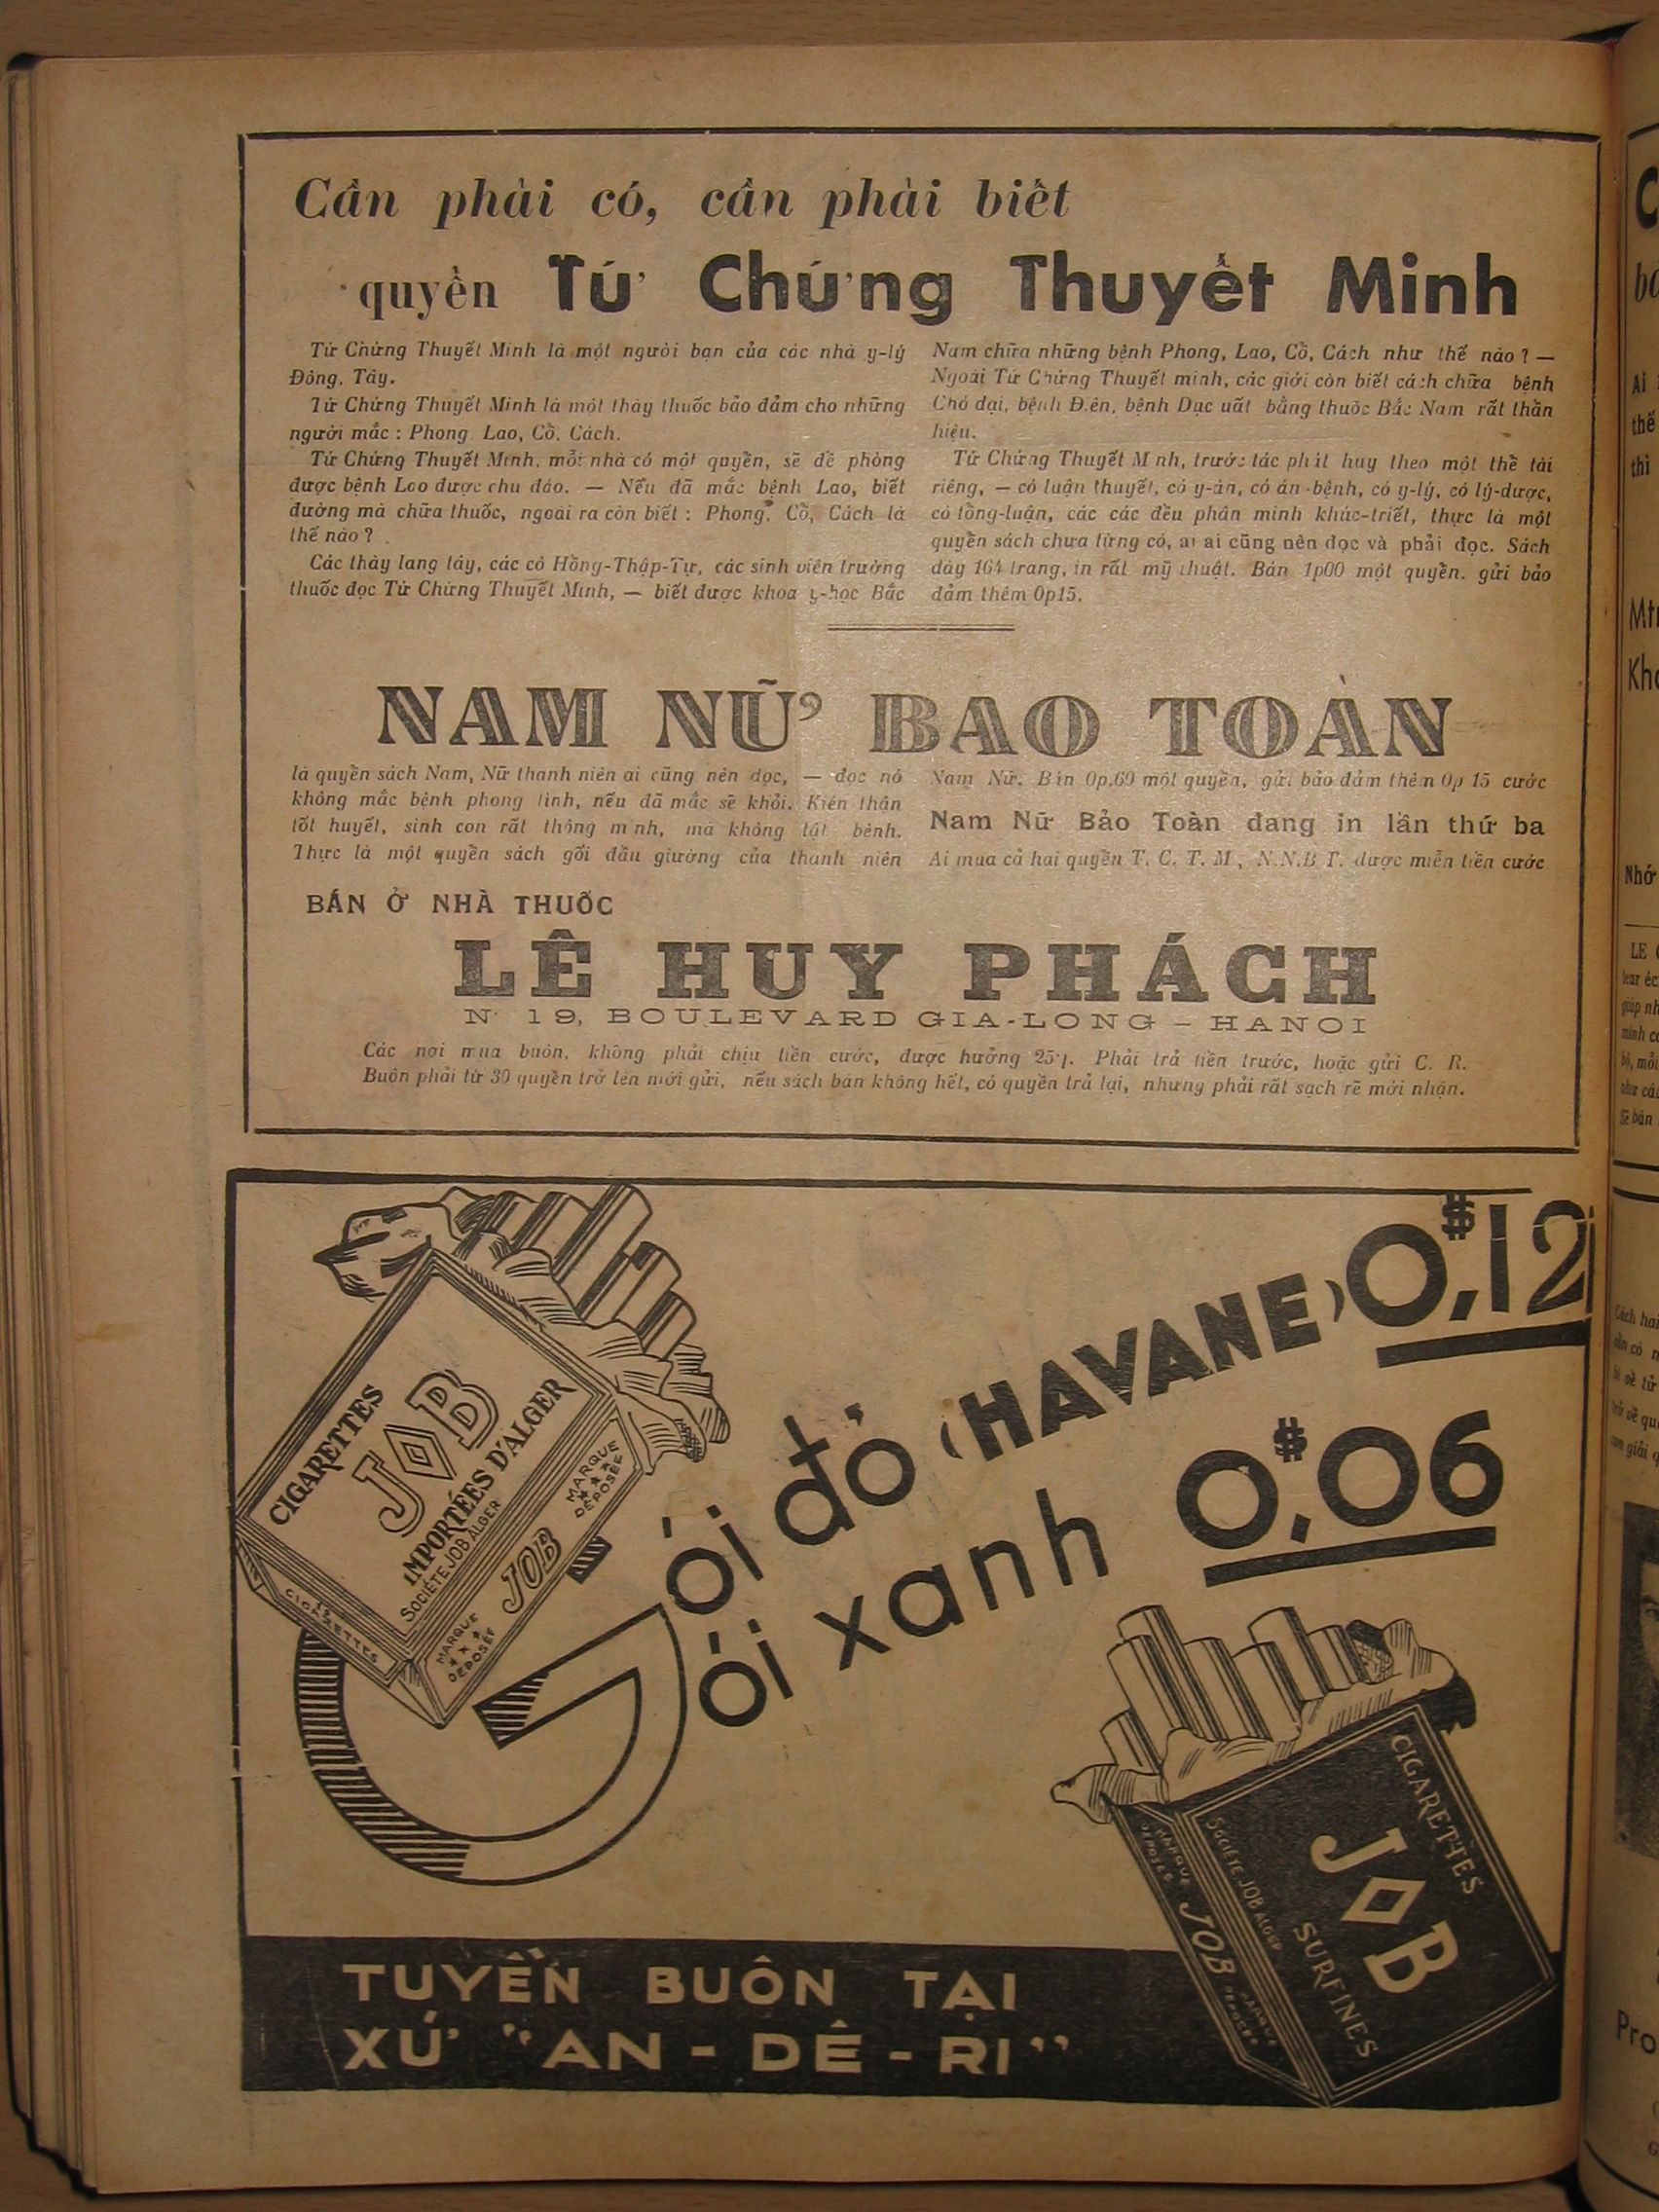 Cần phải có, cần phải biết
quyển Tứ Chứng Thuyết Minh
Tứ Chứng Thuyết Minh là một người bạn của các nhà y-lý
Đông, Tây.
Tứ Chứng Thuyết Minh là một thày thuốc bảo đảm cho những
người mắc : Phong Lao, Cồ, Cách.
Tứ Chứng Thuyết Minh, mỗi nhà có một quyển, sẽ đề phòng
được bệnh Lao được chu đáo. — Nếu đã mắc bệnh Lao, biết
đường mà chữa thuốc, ngoài ra còn biết : Phong, Cồ, Cách là
thế nào ?
Các thày lang tây, các cô Hồng-Thập-Tự, các sinh viên trường
thuốc đọc Tứ Chứng Thuyết Minh, — biết được khoa y-học Bắc
Nam chữa những bệnh Phong, Lao, Cồ, Cách như thế nào ? —
Ngoài Tứ Chứng Thuyết minh, các giới còn biết cách chữa bệnh
Chó dại, bệnh Điên, bệnh Dục uất bằng thuốc Bắc Nam rất thần
hiệu.
Tứ Chứng Thuyết Minh, trước tác phát huy theo một thể tài
riêng, — có luận thuyết, có y-án, có án-bệnh, có y-lý, có lý-dược,
có tổng-luận, các các đều phân minh khúc-triết, thực là một
quyển sách chưa từng có, ai ai cũng nên đọc và phải đọc. Sách
dày 164 trang, in rất mỹ thuật. Bán 1p00 một quyển. gửi bảo
đảm thêm 0p15.
NAM NỮ BẢO TOÀN
là quyển sách Nam, Nữ thanh niên ai cũng nên đọc, — đọc nó
không mắc bệnh phong tình, nếu đã mắc sẽ khỏi. Kiện thân
tốt huyết, sinh con rất thông minh, mà không tật bệnh.
Thực là một quyển sách gối đầu giường của thanh niên
Nam Nữ. Bán 0p,60 một quyển, gửi bảo đảm thêm 0p 15 cước
Nam Nữ Bảo Toàn đang in lần thứ ba
Ai mua cả hai quyển T. C. T. M, N.N.B T. được miễn tiền cước
BÁN Ở NHÀ THUỐC
LÊ HUY PHÁCH
N· 19, BOULEVARD GIA-LONG – HANOI
Các nơi mua buôn, không phải chịu tiền cước, được hưởng 25%. Phải trả tiền trước, hoặc gửi C. R.
Buôn phải từ 30 quyển trở lên mới gửi, nếu sách bán không hết, có quyền trả lại, nhưng phải rất sạch sẽ mới nhận.
CIGARETTES
JOB
IMPORTÉES D'ALGER
SOCIÉTÉ JOB ALGER
MARQUE DÉPOSÉE
JOB
MARQUE DÉPOSÉE
CIGARETTES
Gói đỏ (HAVANE) 0$,12
Gói xanh 0$,06
CIGARETTES
JOB
SURFINES
SOCIÉTÉ JOB ALGER
MARQUE DÉPOSÉE
JOB
MARQUE DÉPOSÉE
TUYỂN BUÔN TẠI
XỨ "AN-DÊ-RI"